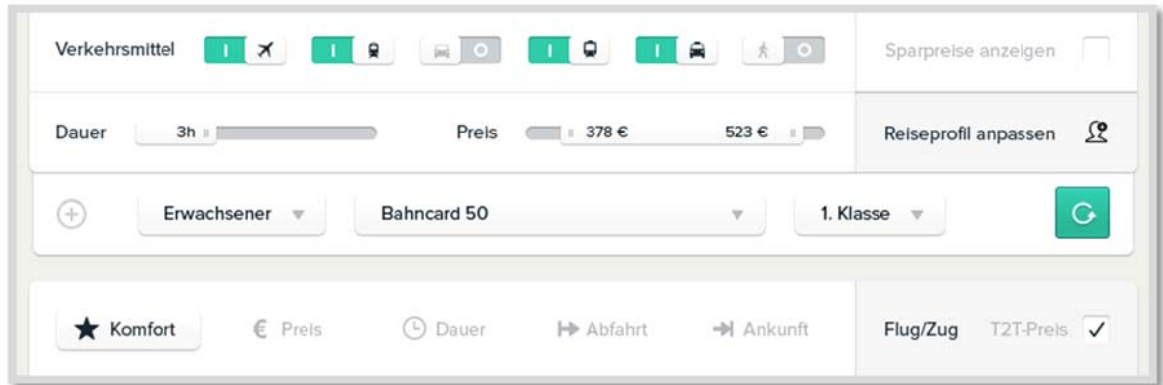 Verkehrsmittel Sparpreise anzeigen
Dauer 3h Preis 378 € 523 € Reiseprofil anpassen
Erwachsener Bahncard 50 1. Klasse
Komfort € Preis Dauer Abfahrt Ankunft Flug/Zug T2T-Preis